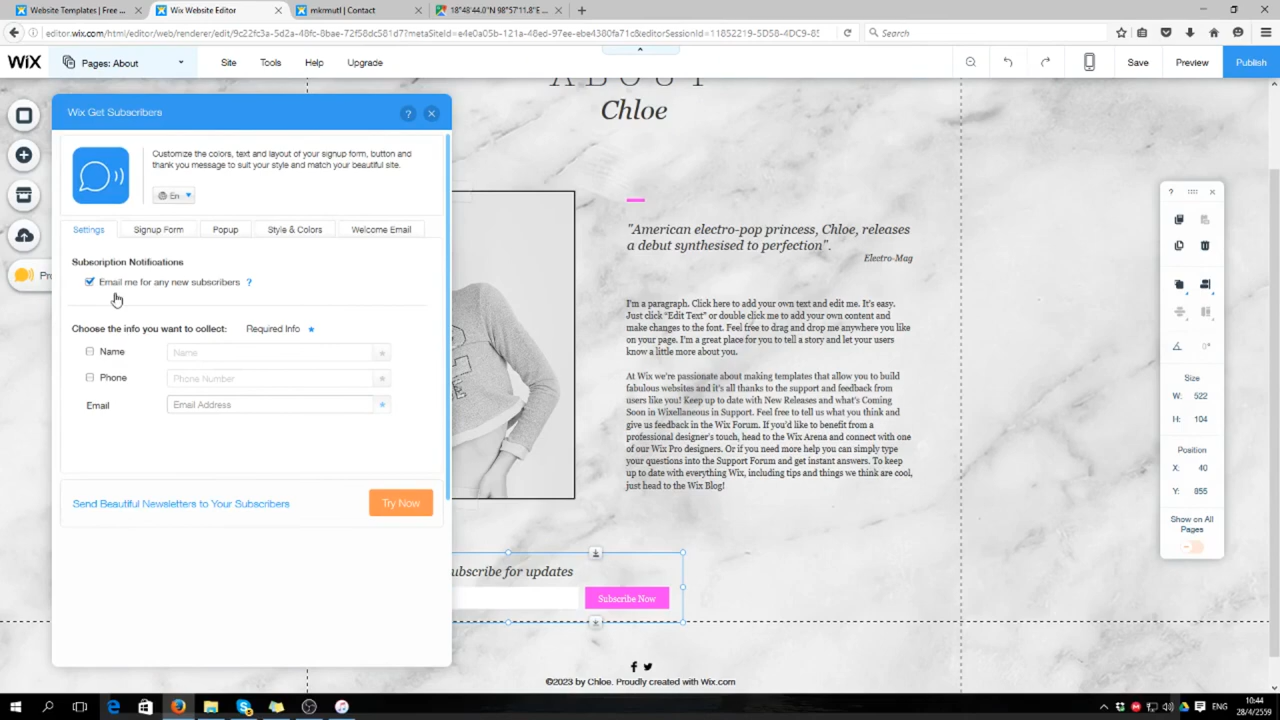 Website Templates | Free ...
Wix Website Editor
mkrmutl | Contact
18°48'44.0"N 98°57'11.8"E ...
editor.wix.com/html/editor/web/renderer/edit/9c22fc3a-5d2a-48fc-8bae-72f58dc581d7?metaSiteId=e4e0a05b-121a-48ed-97ee-ebe4380fa71c&editorSessionId=11852219-5D58-4DC9-85
Search
WiX
Pages: About
Site
Tools
Help
Upgrade
Save
Preview
Publish
ABOUT
Chloe
Wix Get Subscribers
?
Customize the colors, text and layout of your signup form, button and
thank you message to suit your style and match your beautiful site.
En
Settings
Signup Form
Popup
Style & Colors
Welcome Email
Subscription Notifications
Email me for any new subscribers ?
Choose the info you want to collect:
Required Info
Name
Name
Phone
Phone Number
Email
Email Address
Send Beautiful Newsletters to Your Subscribers
Try Now
Pro
"American electro-pop princess, Chloe, releases
a debut synthesised to perfection".
Electro-Mag
I'm a paragraph. Click here to add your own text and edit me. It's easy.
Just click "Edit Text" or double click me to add your own content and
make changes to the font. Feel free to drag and drop me anywhere you like
on your page. I'm a great place for you to tell a story and let your users
know a little more about you.
At Wix we're passionate about making templates that allow you to build
fabulous websites and it's all thanks to the support and feedback from
users like you! Keep up to date with New Releases and what's Coming
Soon in Wixellaneous in Support. Feel free to tell us what you think and
give us feedback in the Wix Forum. If you'd like to benefit from a
professional designer's touch, head to the Wix Arena and connect with one
of our Wix Pro designers. Or if you need more help you can simply type
your questions into the Support Forum and get instant answers. To keep
up to date with everything Wix, including tips and things we think are cool,
just head to the Wix Blog!
ubscribe for updates
Subscribe Now
©2023 by Chloe. Proudly created with Wix.com
?
0°
Size
W: 522
H: 104
Position
X: 40
Y: 855
Show on All
Pages
10:44
28/4/2559